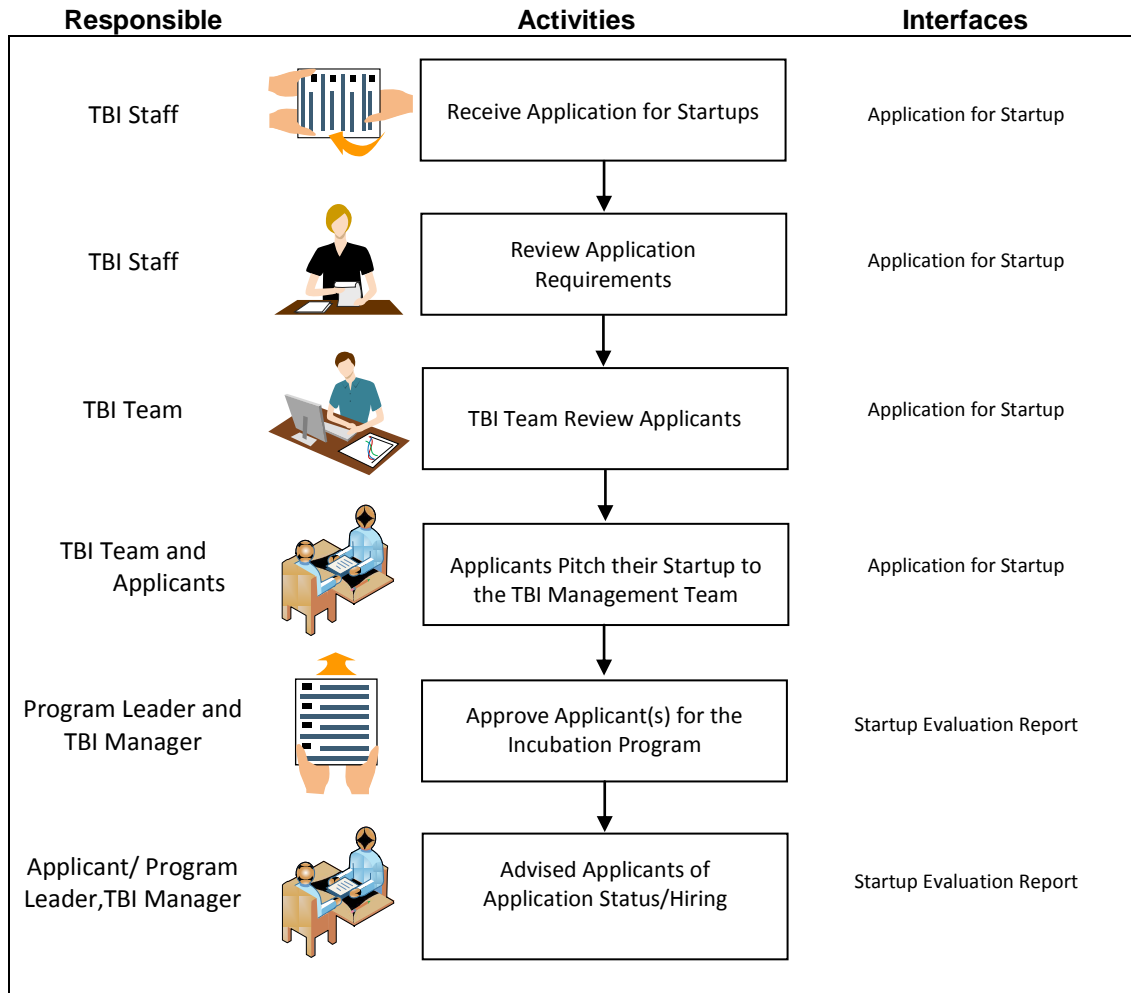 Responsible Activities Interfaces
TBI Staff
Receive Application for Startups
Application for Startup
TBI Staff
Review Application
Requirements
Application for Startup
TBI Team
TBI Team Review Applicants
Application for Startup
TBI Team and
Applicants
Applicants Pitch their Startup to
the TBI Management Team
Application for Startup
Program Leader and
TBI Manager
Approve Applicant(s) for the
Incubation Program
Startup Evaluation Report
Applicant/ Program
Leader,TBI Manager
Advised Applicants of
Application Status/Hiring
Startup Evaluation Report